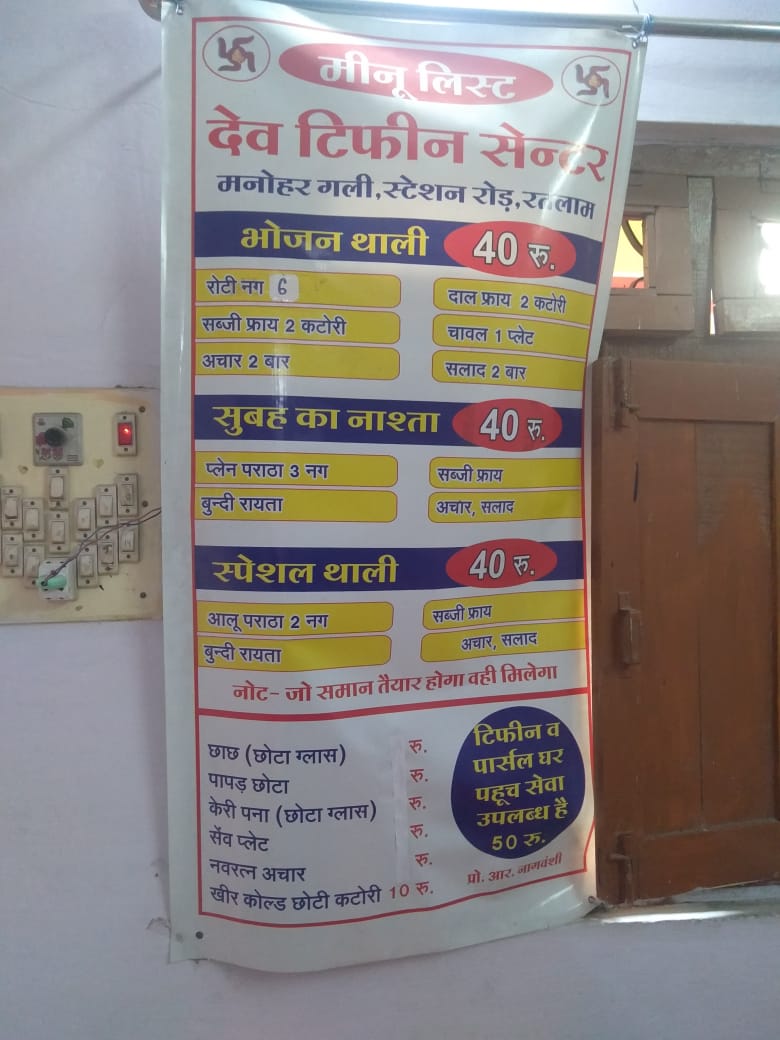 मीनू लिस्ट
देव टिफीन सेन्टर
मनोहर गली,स्टेशन रोड़,रतलाम
भोजन थाली 40 रु.
रोटी नग 6
दाल फ्राय 2 कटोरी
सब्जी फ्राय 2 कटोरी
चावल 1 प्लेट
अचार 2 बार
सलाद 2 बार
सुबह का नाश्ता 40 रु.
प्लेन पराठा 3 नग
सब्जी फ्राय
बुन्दी रायता
अचार, सलाद
स्पेशल थाली 40 रु.
आलू पराठा 2 नग
सब्जी फ्राय
बुन्दी रायता
अचार, सलाद
नोट- जो समान तैयार होगा वही मिलेगा
छाछ (छोटा ग्लास) रु.
पापड़ छोटा रु.
केरी पना (छोटा ग्लास) रु.
सेंव प्लेट रु.
नवरत्न अचार रु.
खीर कोल्ड छोटी कटोरी 10 रु.
टिफीन व
पार्सल घर
पहूच सेवा
उपलब्ध है
50 रु.
प्रो. आर. नागवंशी